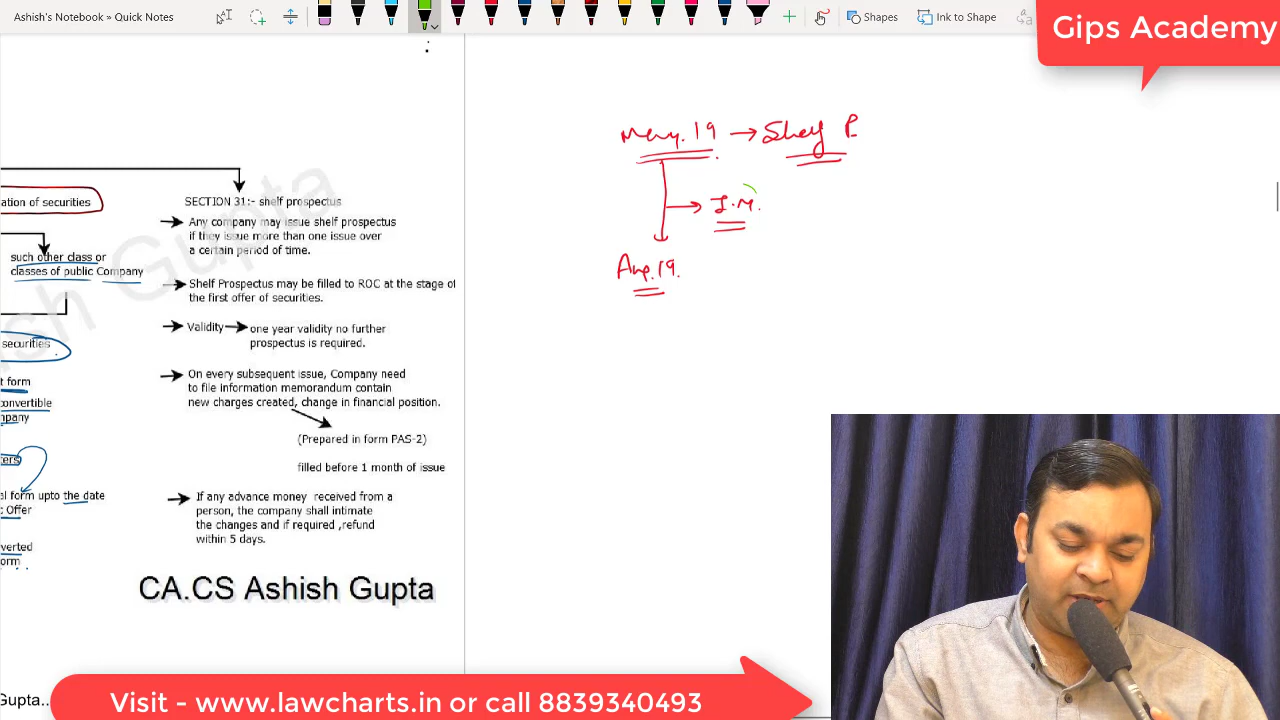 Ashish's Notebook » Quick Notes
Shapes
Ink to Shape
Gips Academy
ation of securities
such other class or
classes of public Company
securities
t form
onvertible
mpany
ters
al form upto the date
c Offer
verted
orm
SECTION 31:- shelf prospectus
Any company may issue shelf prospectus
if they issue more than one issue over
a certain period of time.
Shelf Prospectus may be filled to ROC at the stage of
the first offer of securities.
Validity
one year validity no further
prospectus is required.
On every subsequent issue, Company need
to file information memorandum contain
new charges created, change in financial position.
(Prepared in form PAS-2)
filled before 1 month of issue
If any advance money received from a
person, the company shall intimate
the changes and if required ,refund
within 5 days.
CA.CS Ashish Gupta
19 → Shelf P
I.M.
Aug.19.
Gupta..
Visit - www.lawcharts.in or call 8839340493